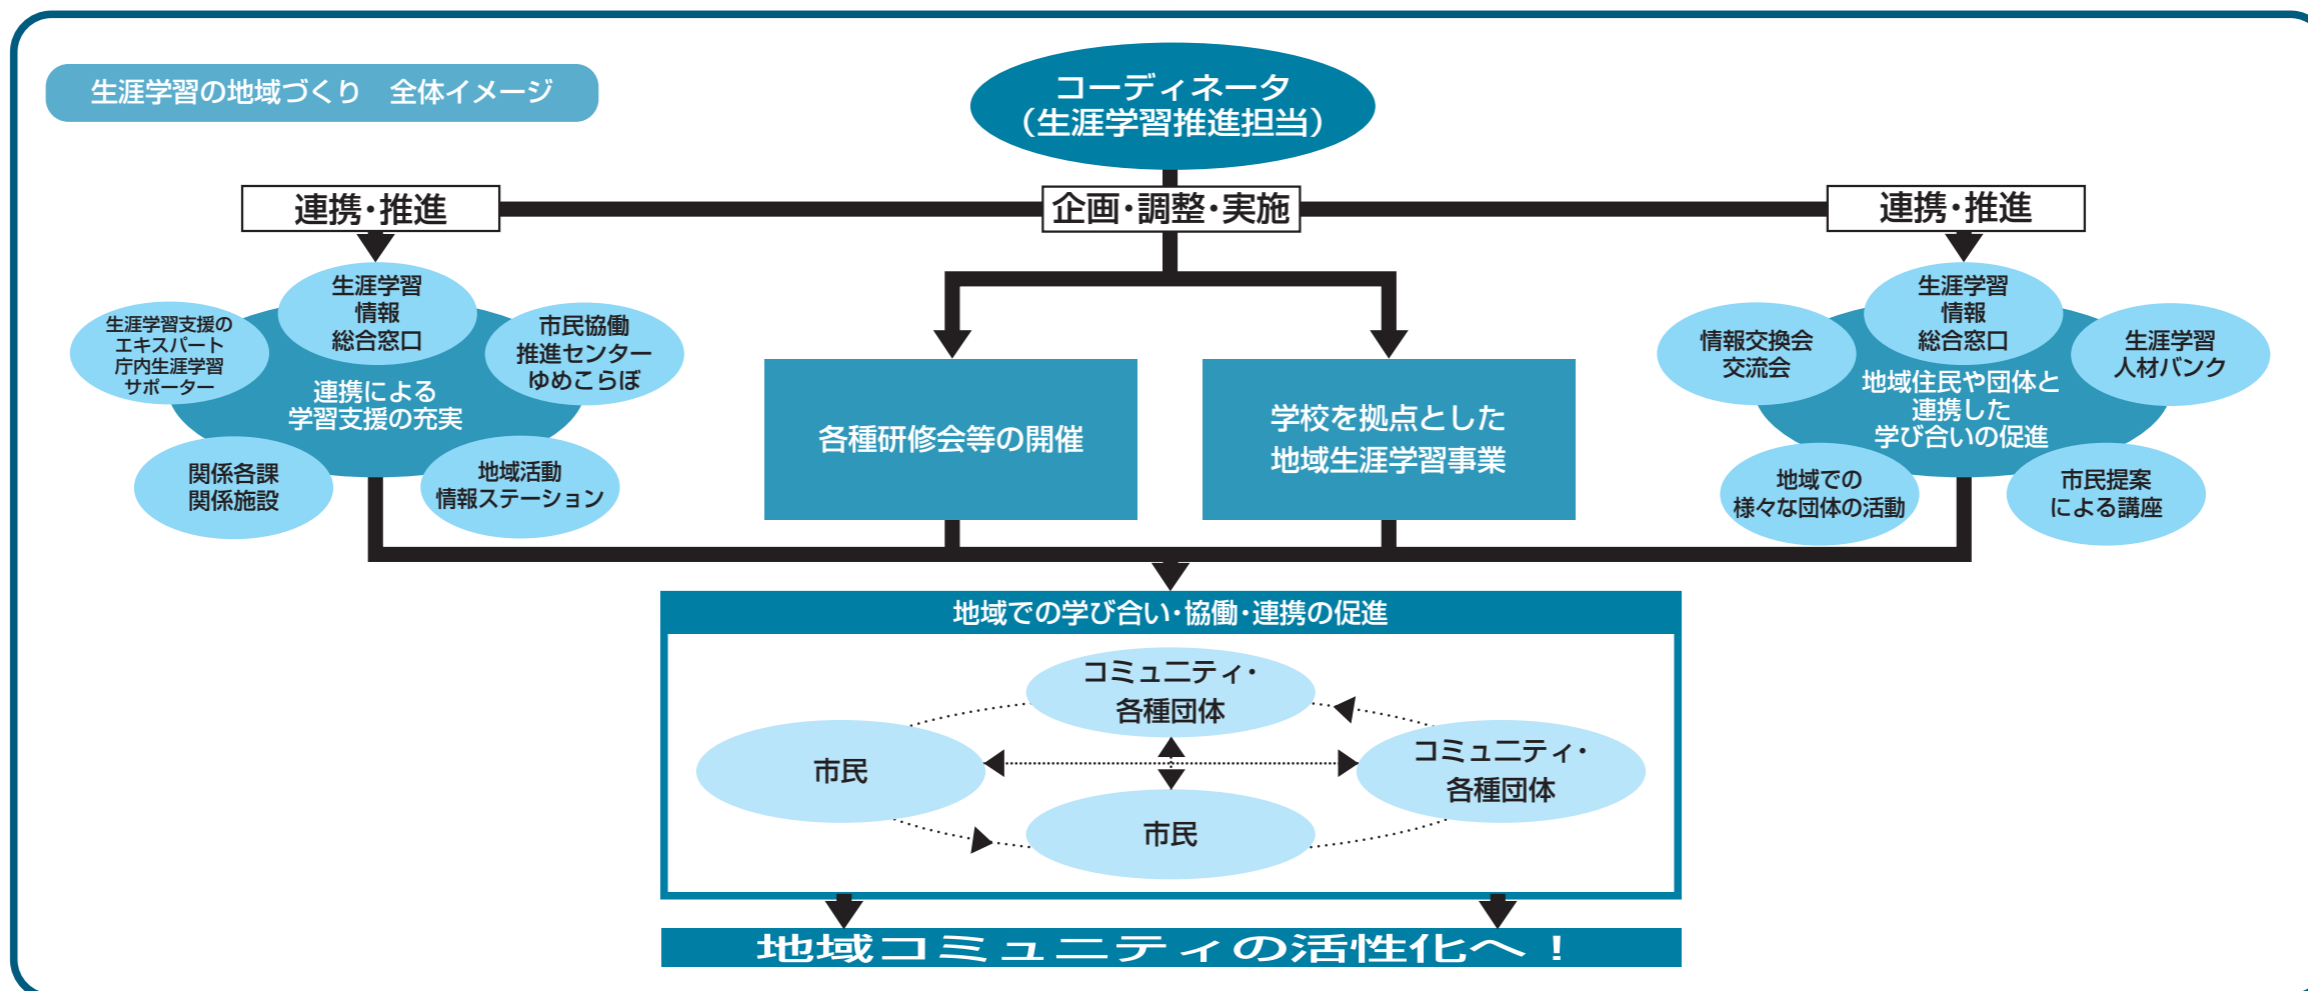 生涯学習の地域づくり　全体イメージ
コーディネータ
（生涯学習推進担当）
連携・推進
企画・調整・実施
連携・推進
生涯学習
情報
総合窓口
生涯学習支援の
エキスパート
庁内生涯学習
サポーター
市民協働
推進センター
ゆめこらぼ
連携による
学習支援の充実
関係各課
関係施設
地域活動
情報ステーション
各種研修会等の開催
学校を拠点とした
地域生涯学習事業
生涯学習
情報
総合窓口
情報交換会
交流会
生涯学習
人材バンク
地域住民や団体と
連携した
学び合いの促進
地域での
様々な団体の活動
市民提案
による講座
地域での学び合い・協働・連携の促進
コミュニティ・
各種団体
市民
コミュニティ・
各種団体
市民
地域コミュニティの活性化へ！